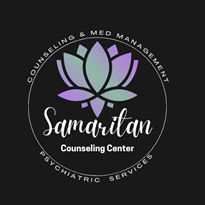 COUNSELING & MED MANAGEMENT
Samaritan
Counseling Center
PSYCHIATRIC SERVICES